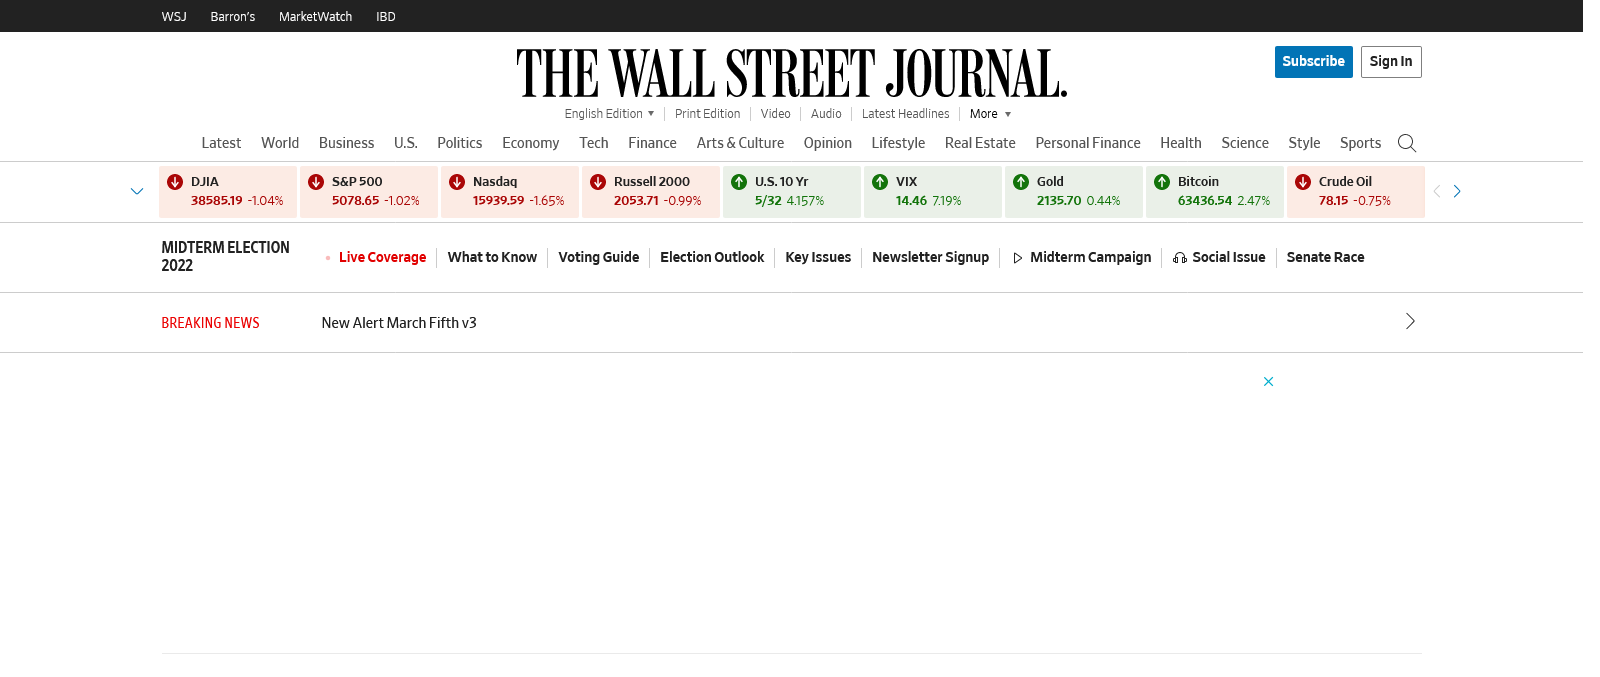 WSJ Barron's MarketWatch IBD
THE WALL STREET JOURNAL.
Subscribe Sign In
English Edition Print Edition Video Audio Latest Headlines More
Latest World Business U.S. Politics Economy Tech Finance Arts & Culture Opinion Lifestyle Real Estate Personal Finance Health Science Style Sports
DJIA S&P 500 Nasdaq Russell 2000 U.S. 10 Yr VIX Gold Bitcoin Crude Oil
38585.19 -1.04% 5078.65 -1.02% 15939.59 -1.65% 2053.71 -0.99% 5/32 4.157% 14.46 7.19% 2135.70 0.44% 63436.54 2.47% 78.15 -0.75%
MIDTERM ELECTION
2022
Live Coverage What to Know Voting Guide Election Outlook Key Issues Newsletter Signup Midterm Campaign Social Issue Senate Race
BREAKING NEWS New Alert March Fifth v3